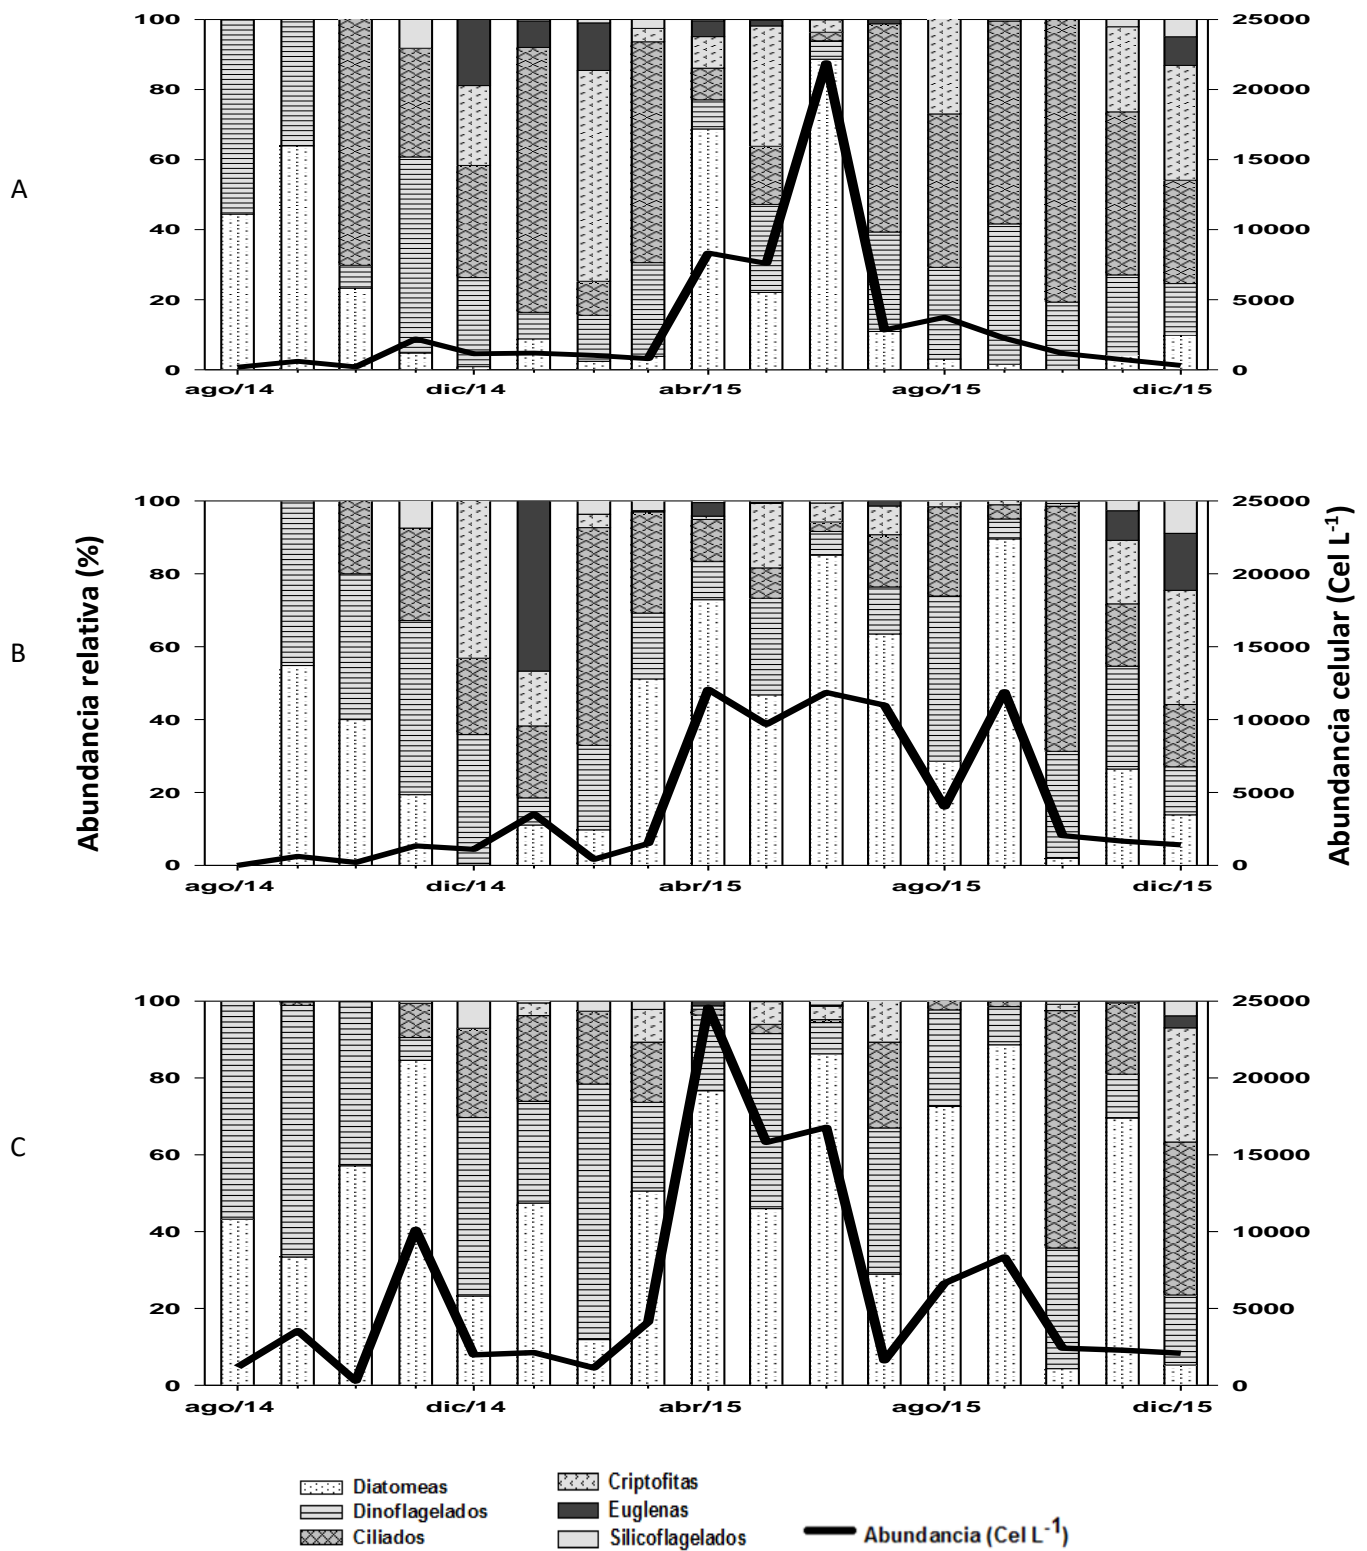 A
100
80
60
40
20
0
25000
20000
15000
10000
5000
0
ago/14
dic/14
abr/15
ago/15
dic/15
B
Abundancia relativa (%)
100
80
60
40
20
0
25000
20000
15000
10000
5000
0
Abundancia celular (Cel L⁻¹)
ago/14
dic/14
abr/15
ago/15
dic/15
C
100
80
60
40
20
0
25000
20000
15000
10000
5000
0
ago/14
dic/14
abr/15
ago/15
dic/15
Diatomeas
Dinoflagelados
Ciliados
Criptofitas
Euglenas
Silicoflagelados
Abundancia (Cel L⁻¹)